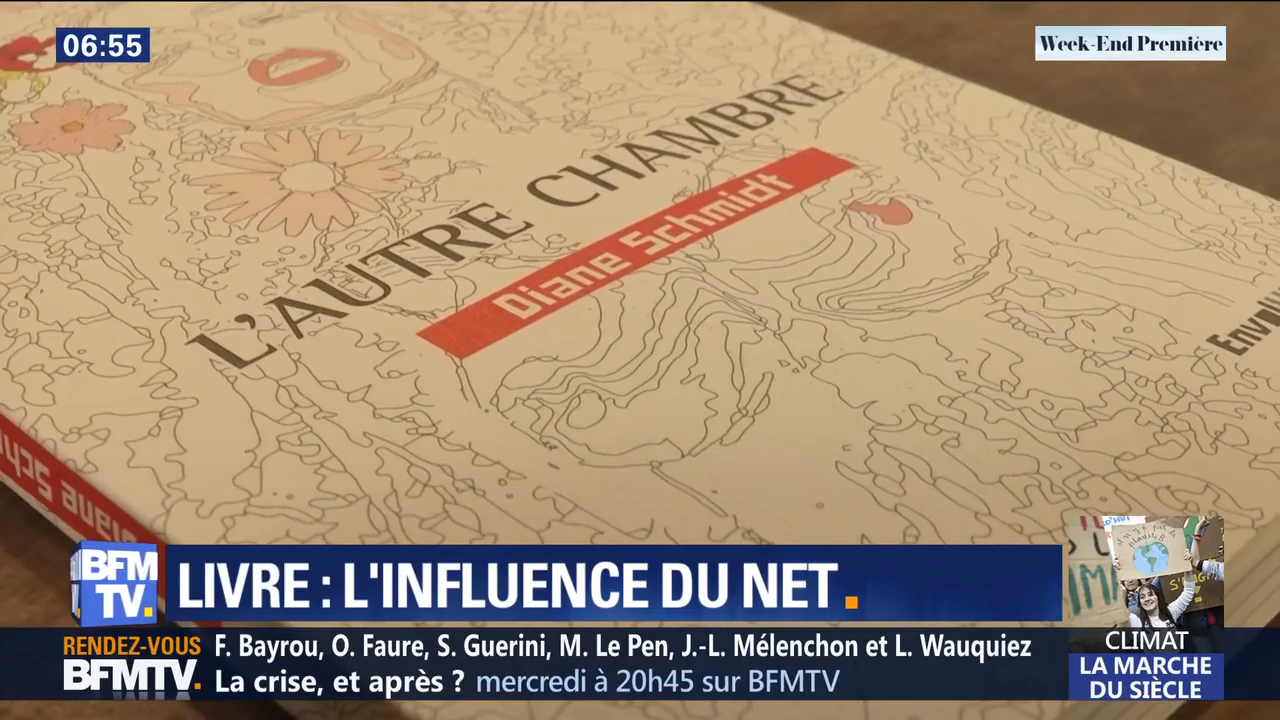 06:55
Week-End Première
L'AUTRE CHAMBRE
Diane Schmidt
BFM
TV.
LIVRE : L'INFLUENCE DU NET.
RENDEZ-VOUS
BFMTV.
F. Bayrou, O. Faure, S. Guerini, M. Le Pen, J.-L. Mélenchon et L. Wauquiez
La crise, et après ? mercredi à 20h45 sur BFMTV
CLIMAT
LA MARCHE
DU SIÈCLE